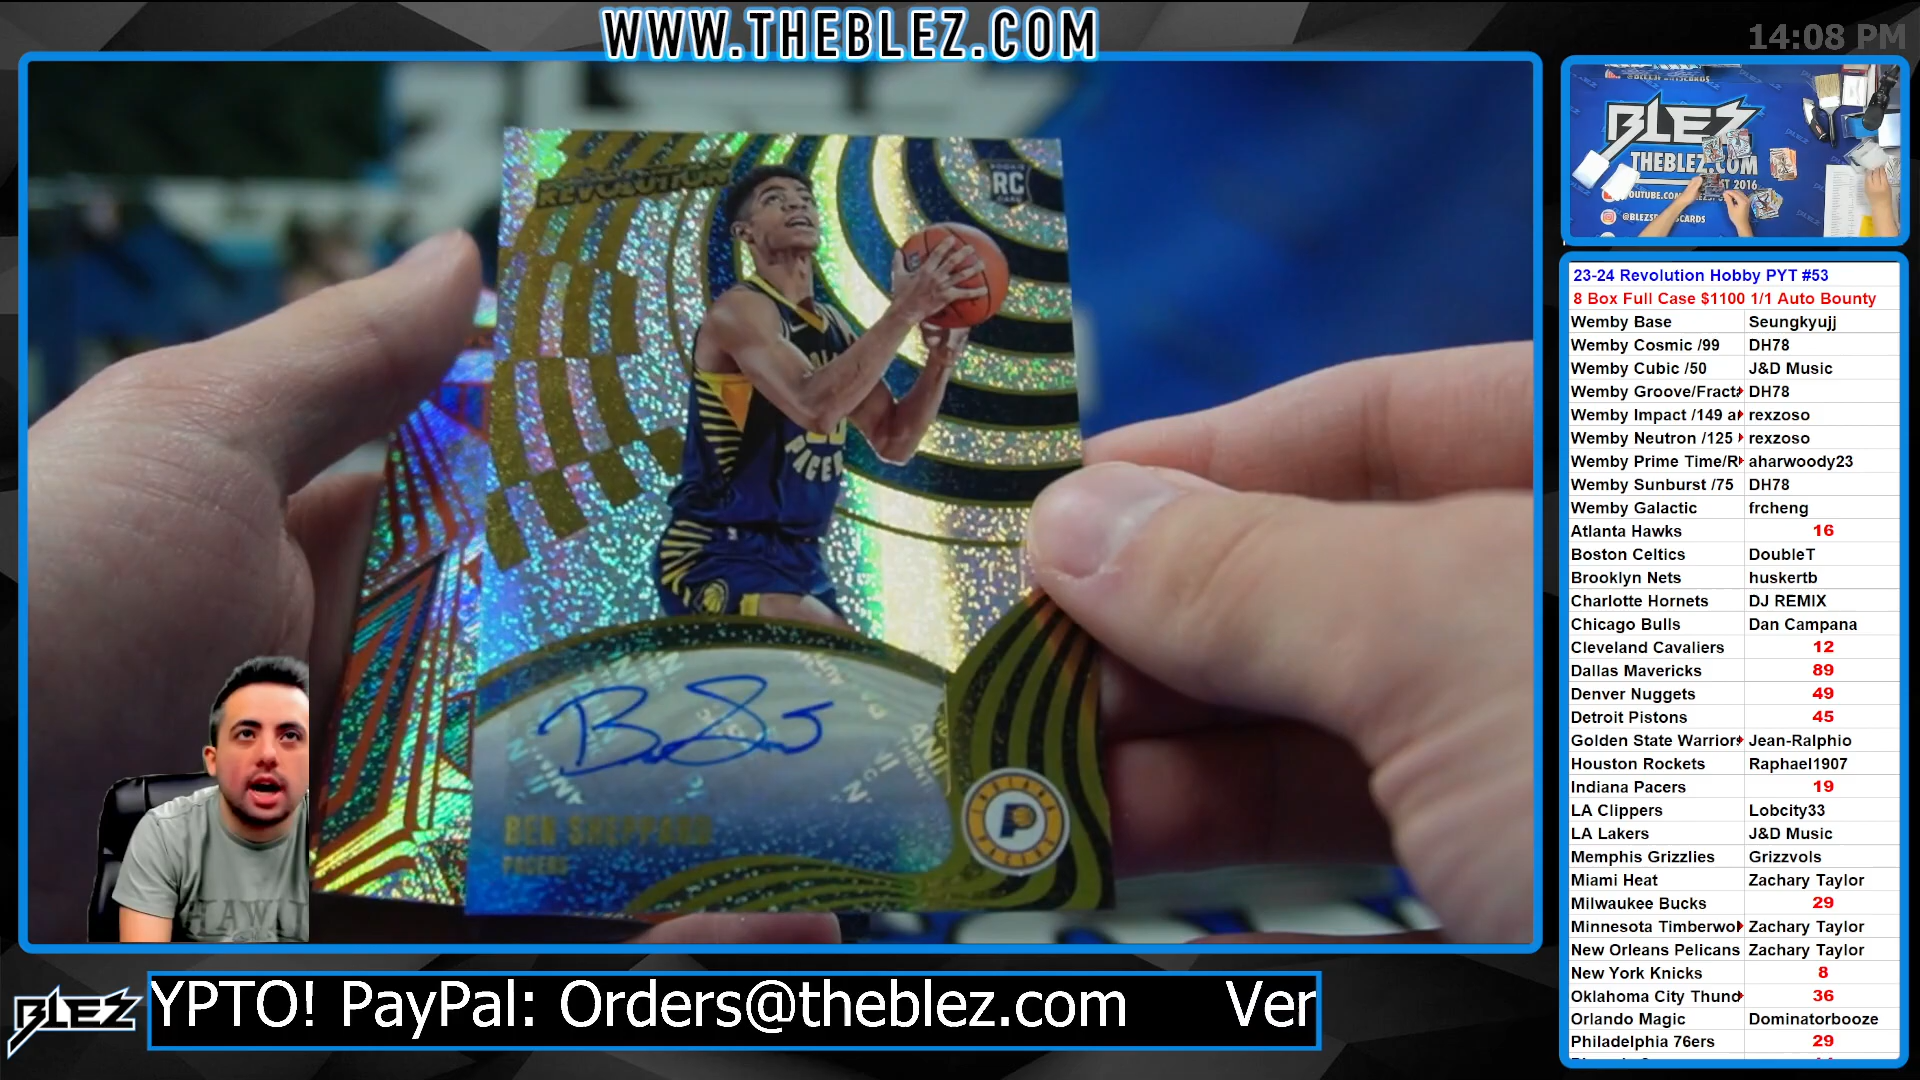 WWW.THEBLEZ.COM
14:08 PM
REVOLUTION
RC
PACERS
BEN SHEPPARD
PACERS
BLEZ
THEBLEZ.COM
23-24 Revolution Hobby PYT #53
8 Box Full Case $1100 1/1 Auto Bounty
Wemby Base Seungkyujj
Wemby Cosmic /99 DH78
Wemby Cubic /50 J&D Music
Wemby Groove/Fract DH78
Wemby Impact /149 a rexzoso
Wemby Neutron /125 rexzoso
Wemby Prime Time/R aharwoody23
Wemby Sunburst /75 DH78
Wemby Galactic frcheng
Atlanta Hawks 16
Boston Celtics DoubleT
Brooklyn Nets huskertb
Charlotte Hornets DJ REMIX
Chicago Bulls Dan Campana
Cleveland Cavaliers 12
Dallas Mavericks 89
Denver Nuggets 49
Detroit Pistons 45
Golden State Warriors Jean-Ralphio
Houston Rockets Raphael1907
Indiana Pacers 19
LA Clippers Lobcity33
LA Lakers J&D Music
Memphis Grizzlies Grizzvols
Miami Heat Zachary Taylor
Milwaukee Bucks 29
Minnesota Timberwol Zachary Taylor
New Orleans Pelicans Zachary Taylor
New York Knicks 8
Oklahoma City Thund 36
Orlando Magic Dominatorbooze
Philadelphia 76ers 29
BLEZ
YPTO! PayPal: Orders@theblez.com Ver